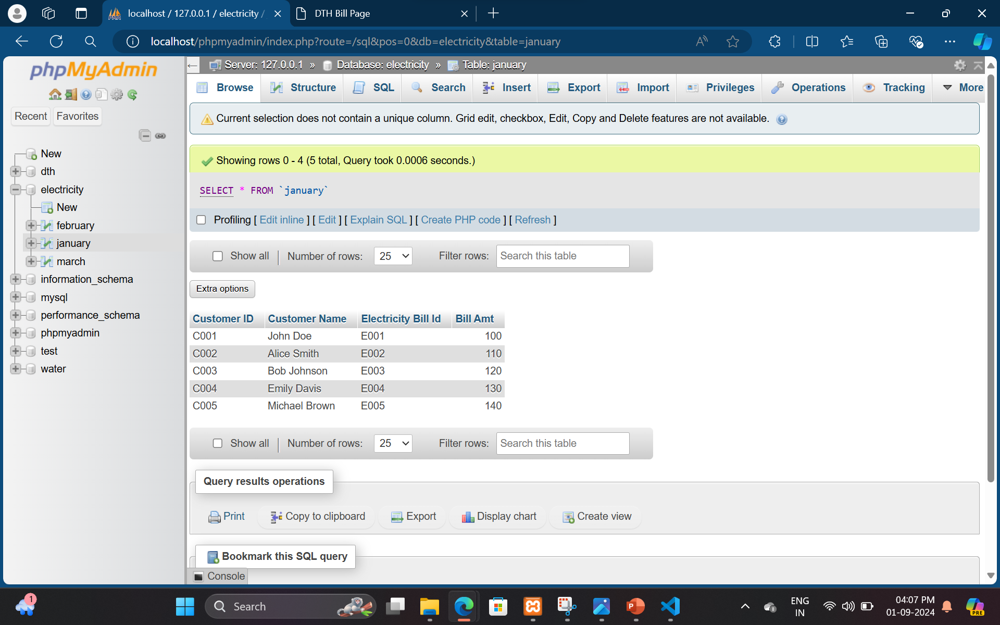 localhost / 127.0.0.1 / electricity /
DTH Bill Page
localhost/phpmyadmin/index.php?route=/sql&pos=0&db=electricity&table=january
phpMyAdmin
Recent
Favorites
New
dth
electricity
New
february
january
march
information_schema
mysql
performance_schema
phpmyadmin
test
water
Server: 127.0.0.1 » Database: electricity » Table: january
Browse Structure SQL Search Insert Export Import Privileges Operations Tracking More
Current selection does not contain a unique column. Grid edit, checkbox, Edit, Copy and Delete features are not available.
Showing rows 0 - 4 (5 total, Query took 0.0006 seconds.)
SELECT * FROM `january`
Profiling [ Edit inline ] [ Edit ] [ Explain SQL ] [ Create PHP code ] [ Refresh ]
Show all | Number of rows: 25 Filter rows: Search this table
Extra options
Customer ID Customer Name Electricity Bill Id Bill Amt
C001 John Doe E001 100
C002 Alice Smith E002 110
C003 Bob Johnson E003 120
C004 Emily Davis E004 130
C005 Michael Brown E005 140
Show all | Number of rows: 25 Filter rows: Search this table
Query results operations
Print Copy to clipboard Export Display chart Create view
Bookmark this SQL query
Console
1
Search
ENG
IN
04:07 PM
01-09-2024
PRE